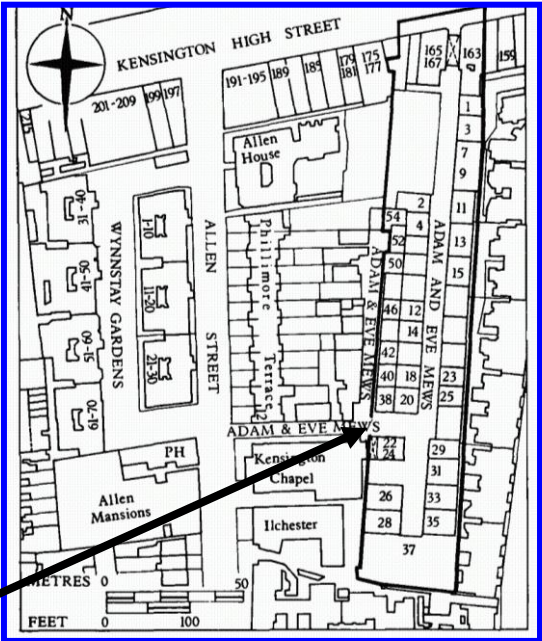 N
KENSINGTON HIGH STREET
215
201-209
199
197
191-195
189
185
179
181
175
177
165
167
163
159
Allen
House
1
3
7
9
11
13
15
2
4
54
52
50
46
12
14
42
40
18
38
20
23
25
31-40
41-50
51-60
61-70
WYNNSTAY GARDENS
1-10
11-20
21-30
ALLEN STREET
Phillimore Terrace
ADAM & EVE MEWS
ADAM AND EVE MEWS
ADAM & EVE MEWS
PH
Kensington
Chapel
22
24
29
31
26
33
28
35
37
Allen
Mansions
Ilchester
METRES 0 50
FEET 0 100